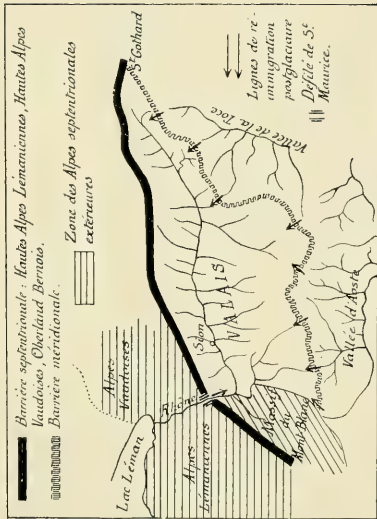 Barrière septentrionale : Hautes Alpes Lémaniennes, Hautes Alpes
Vaudoises, Oberland Bernois.
Barrière méridionale.
Zone des Alpes septentrionales
extérieures
Lac Léman
Alpes
Vaudoises
Rhône
Alpes
Lémaniennes
Sion
VALAIS
Massif
du
Mont-Blanc
St Gothard
Vallée de la Toce
Vallée d'Aoste
Lignes de ré-
immigration
postglaciaire
Défilé de St
Maurice.